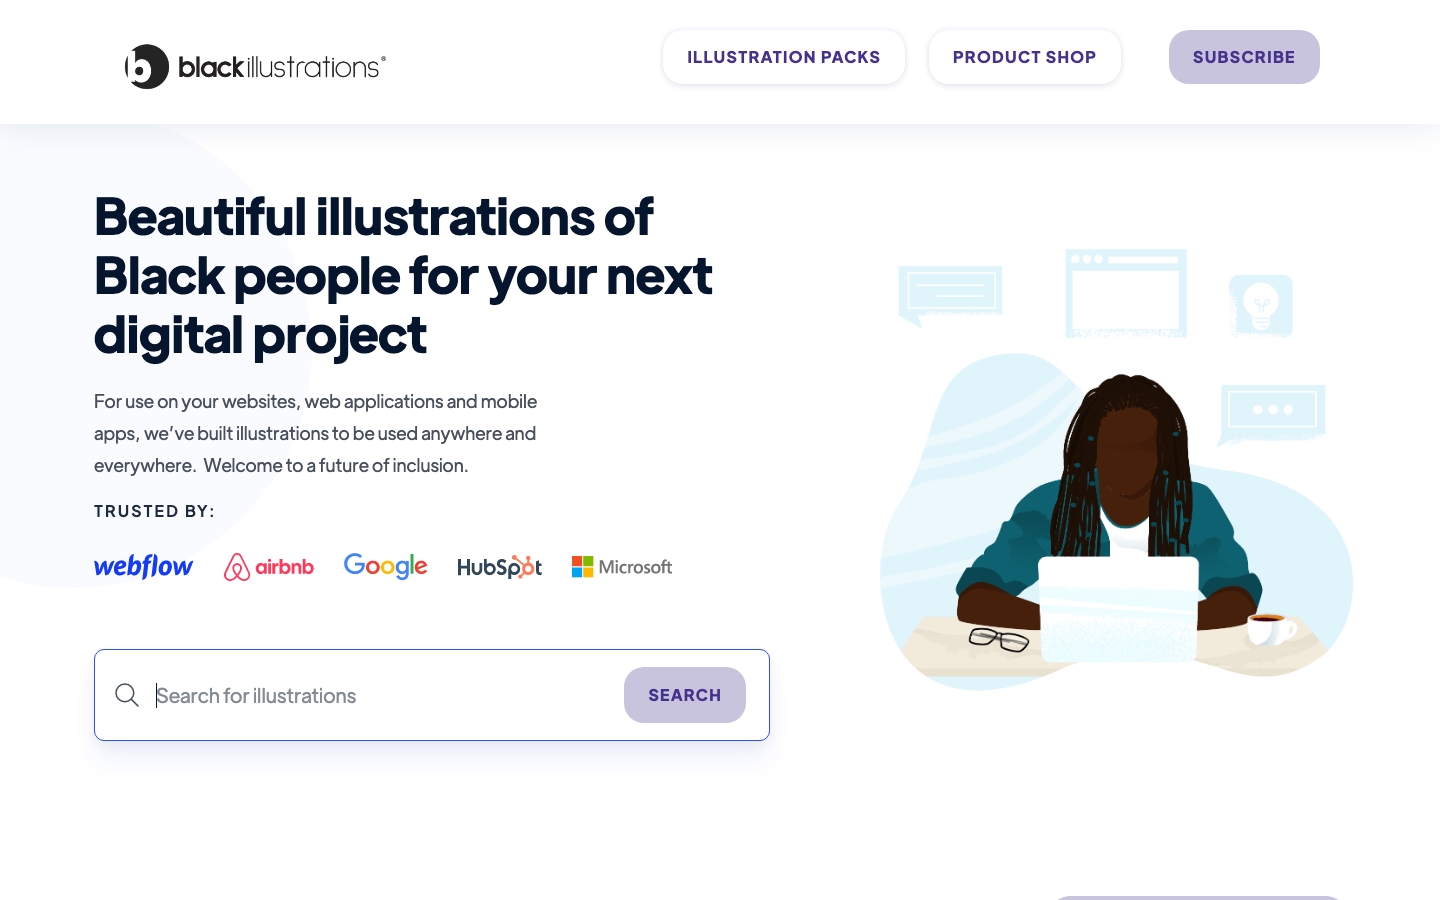 blackillustrations®
ILLUSTRATION PACKS
PRODUCT SHOP
SUBSCRIBE
Beautiful illustrations of
Black people for your next
digital project
For use on your websites, web applications and mobile
apps, we’ve built illustrations to be used anywhere and
everywhere.  Welcome to a future of inclusion.
TRUSTED BY:
webflow
airbnb
Google
HubSpot
Microsoft
Search for illustrations
SEARCH